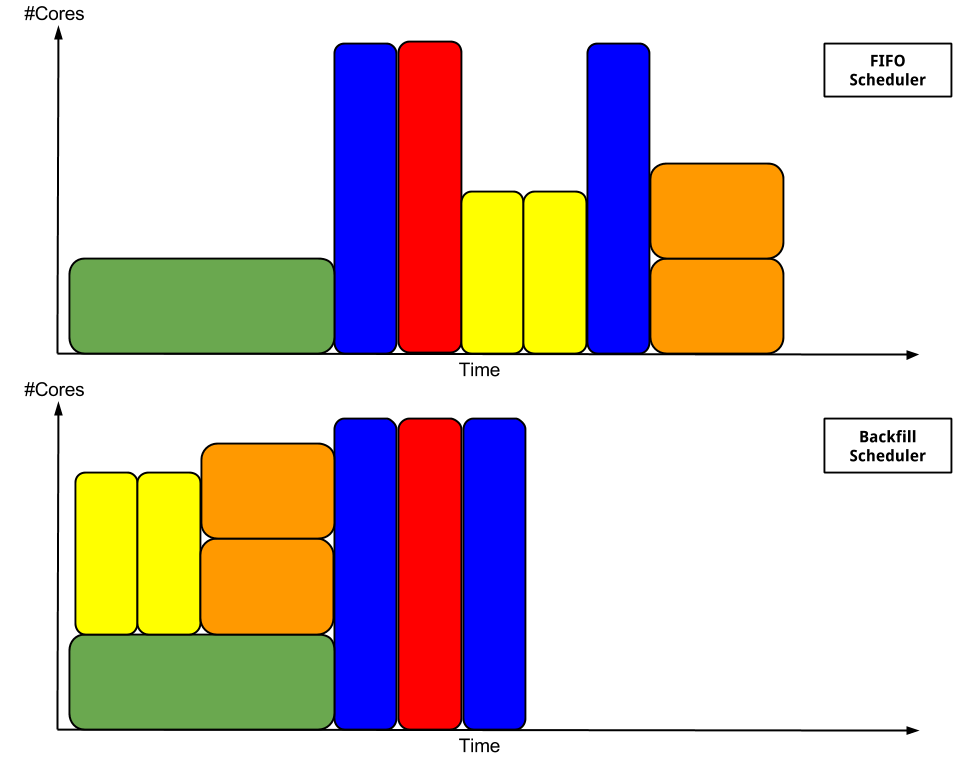 #Cores
FIFO
Scheduler
Time
#Cores
Backfill
Scheduler
Time